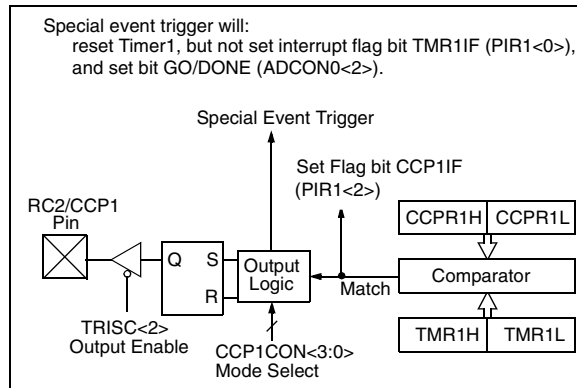 Special event trigger will:
reset Timer1, but not set interrupt flag bit TMR1IF (PIR1<0>),
and set bit GO/DONE (ADCON0<2>).
Special Event Trigger
Set Flag bit CCP1IF
(PIR1<2>)
RC2/CCP1
Pin
CCPR1H CCPR1L
Q S
R
Output
Logic
Match
Comparator
TRISC<2>
Output Enable
CCP1CON<3:0>
Mode Select
TMR1H TMR1L